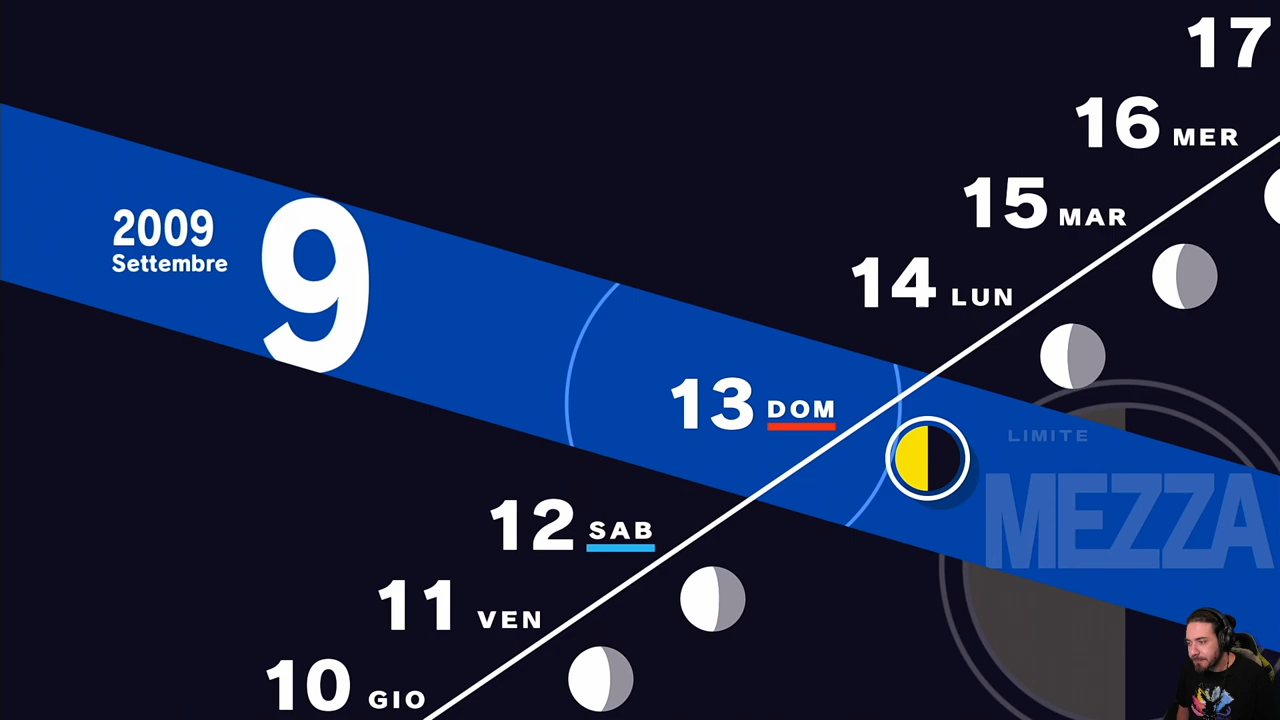 17
16 MER
15 MAR
14 LUN
2009
Settembre
9
13 DOM
LIMITE
MEZZA
12 SAB
11 VEN
10 GIO